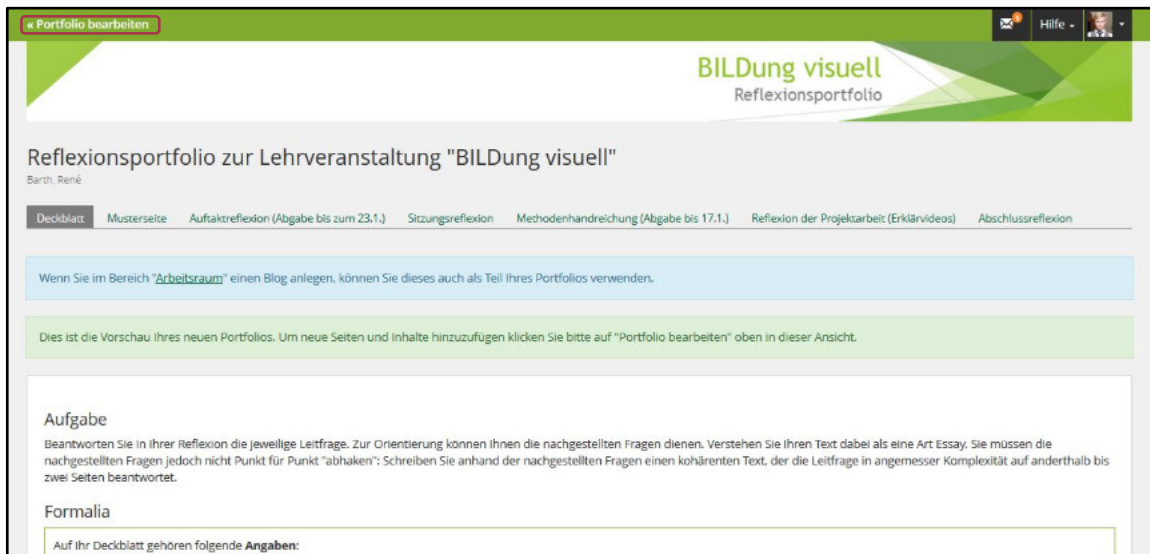 « Portfolio bearbeiten
1
Hilfe
BILDung visuell
Reflexionsportfolio
Reflexionsportfolio zur Lehrveranstaltung "BILDung visuell"
Barth, René
Deckblatt Musterseite Auftaktreflexion (Abgabe bis zum 23.1.) Sitzungsreflexion Methodenhandreichung (Abgabe bis 17.1.) Reflexion der Projektarbeit (Erklärvideos) Abschlussreflexion
Wenn Sie im Bereich "Arbeitsraum" einen Blog anlegen, können Sie dieses auch als Teil Ihres Portfolios verwenden.
Dies ist die Vorschau Ihres neuen Portfolios. Um neue Seiten und Inhalte hinzuzufügen klicken Sie bitte auf "Portfolio bearbeiten" oben in dieser Ansicht.
Aufgabe
Beantworten Sie in Ihrer Reflexion die jeweilige Leitfrage. Zur Orientierung können Ihnen die nachgestellten Fragen dienen. Verstehen Sie Ihren Text dabei als eine Art Essay. Sie müssen die
nachgestellten Fragen jedoch nicht Punkt für Punkt "abhaken": Schreiben Sie anhand der nachgestellten Fragen einen kohärenten Text, der die Leitfrage in angemesser Komplexität auf anderthalb bis
zwei Seiten beantwortet.
Formalia
Auf Ihr Deckblatt gehören folgende Angaben: